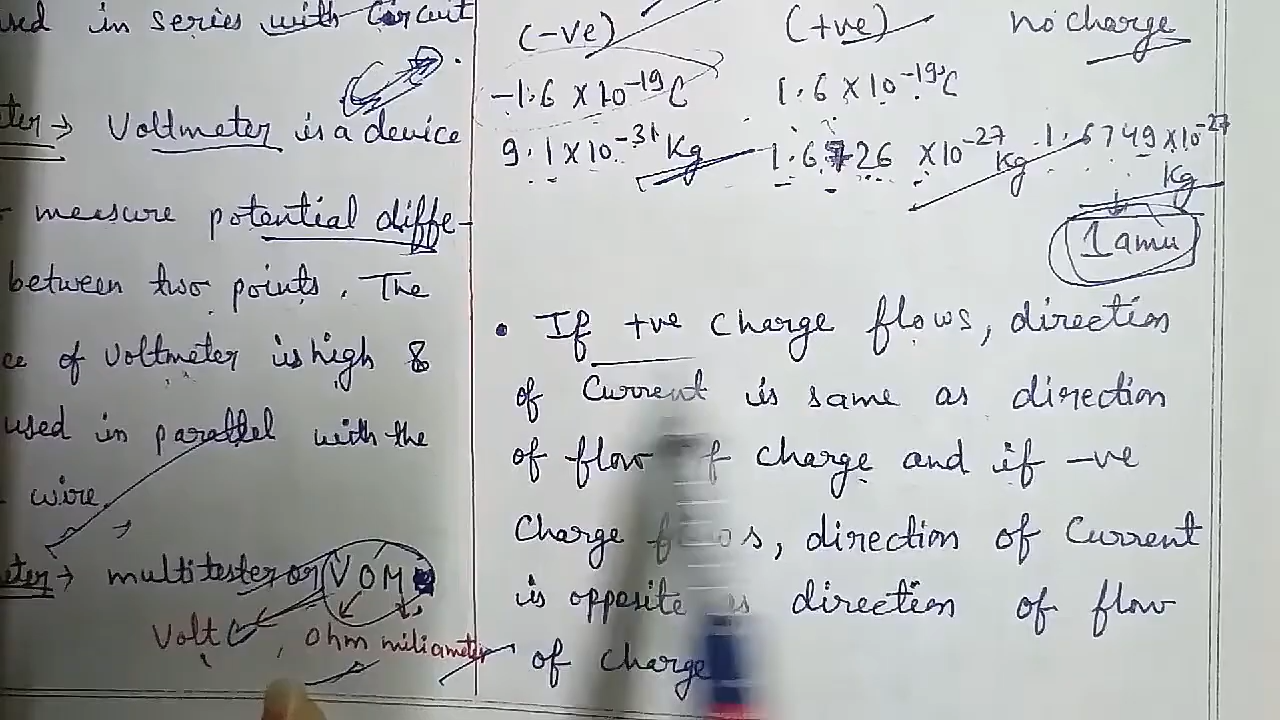 used in series with Circuit
ter → Voltmeter is a device
measure potential diffe-
between two points. The
ce of voltmeter is high &
used in parallel with the
wire
eter → multitester or VOM
Volt, ohm miliameter
(-ve) (+ve) no charge
-1.6 × 10⁻¹⁹ C 1.6 × 10⁻¹⁹ C
9.1 × 10⁻³¹ Kg 1.6726 × 10⁻²⁷ Kg 1.6749 × 10⁻²⁷ Kg
1 amu
• If +ve charge flows, direction
of Current is same as direction
of flow of charge and if -ve
Charge flows, direction of Current
is opposite direction of flow
of charge